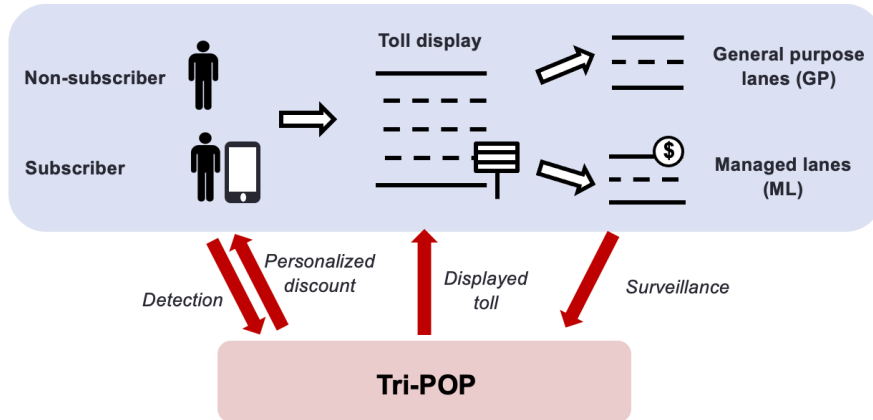 Toll display
General purpose
lanes (GP)
Non-subscriber
Subscriber
$
Managed lanes
(ML)
Personalized
discount
Detection
Displayed
toll
Surveillance
Tri-POP